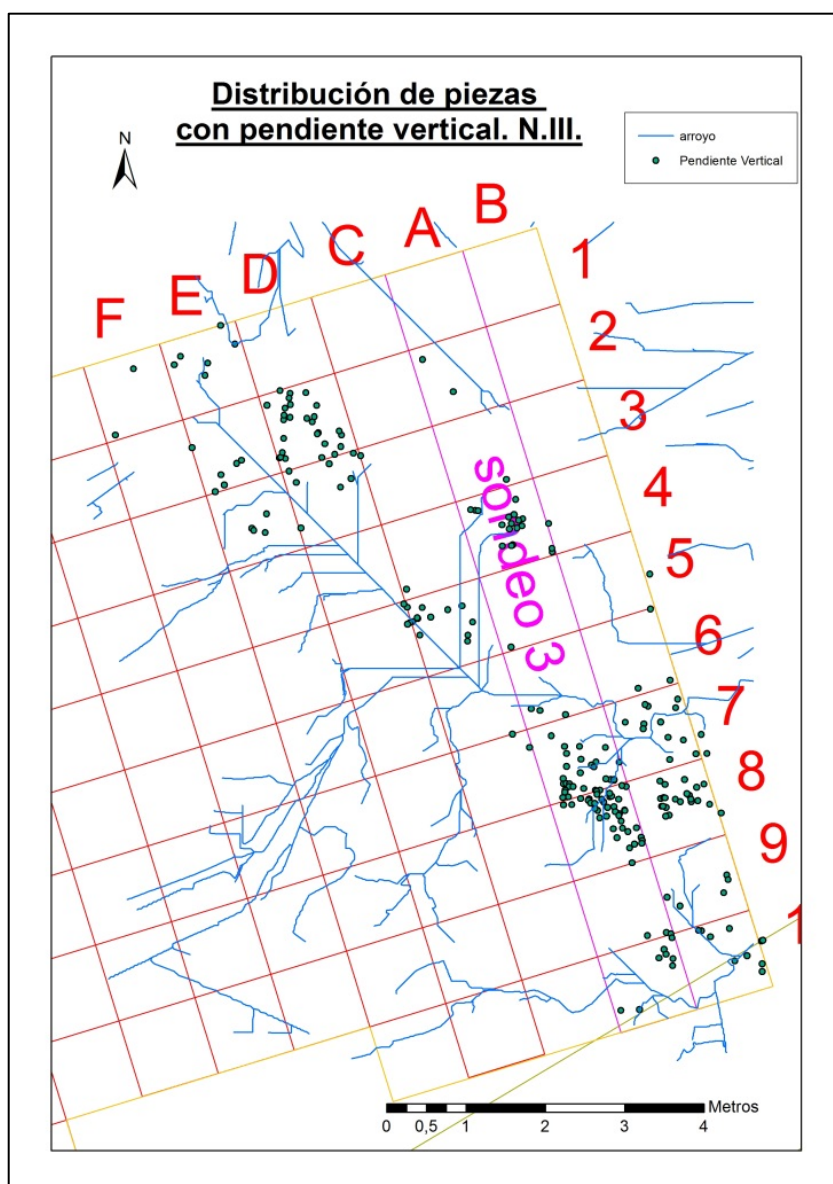 Distribución de piezas
con pendiente vertical. N.III.
arroyo
Pendiente Vertical
N
F E D C A B
1
2
3
4
5
6
7
8
9
1
sondeo 3
Metros
0 0,5 1 2 3 4